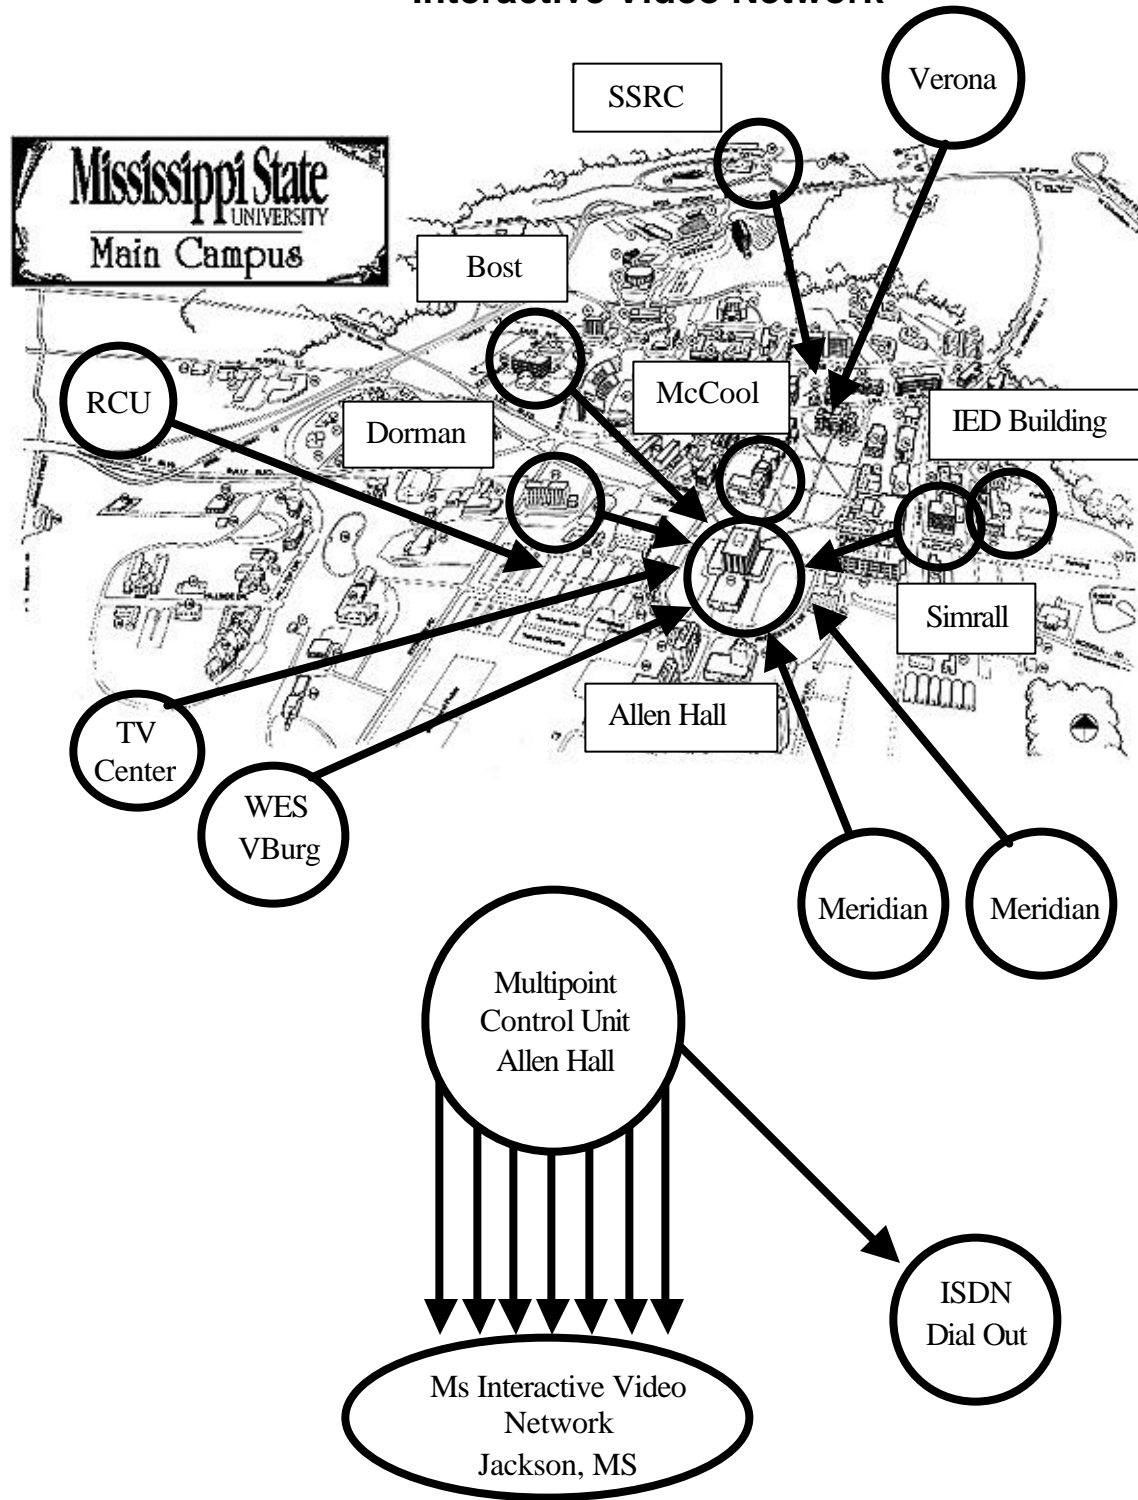 Interactive Video Network
Verona
SSRC
Mississippi State
UNIVERSITY
Main Campus
Bost
McCool
RCU
Dorman
IED Building
Simrall
Allen Hall
TV
Center
WES
VBurg
Meridian
Meridian
Multipoint
Control Unit
Allen Hall
ISDN
Dial Out
Ms Interactive Video
Network
Jackson, MS